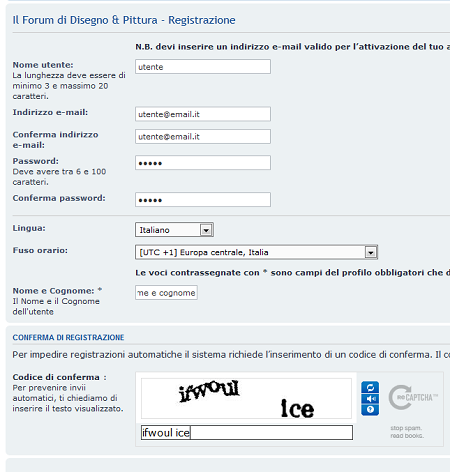 Il Forum di Disegno & Pittura - Registrazione
N.B. devi inserire un indirizzo e-mail valido per l'attivazione del tuo a
Nome utente:
utente
La lunghezza deve essere di
minimo 3 e massimo 20
caratteri.
Indirizzo e-mail:
utente@email.it
Conferma indirizzo
e-mail:
utente@email.it
Password:
•••••
Deve avere tra 6 e 100
caratteri.
Conferma password:
•••••
Lingua:
Italiano
Fuso orario:
[UTC +1] Europa centrale, Italia
Le voci contrassegnate con * sono campi del profilo obbligatori che d
Nome e Cognome: *
Il Nome e il Cognome
dell'utente
me e cognome
CONFERMA DI REGISTRAZIONE
Per impedire registrazioni automatiche il sistema richiede l'inserimento di un codice di conferma. Il co
Codice di conferma :
Per prevenire invii
automatici, ti chiediamo di
inserire il testo visualizzato.
ifwoul ice
ifwoul ice
CAPTCHA
stop spam.
read books.